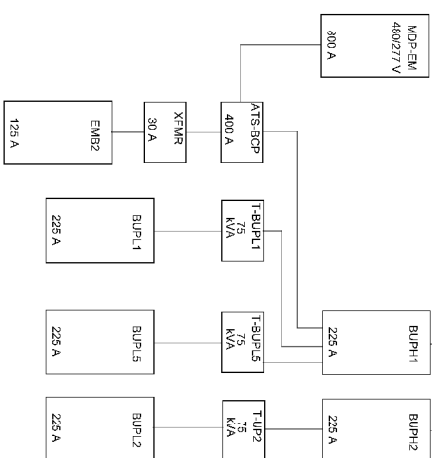 MDP-EM
480/277 V
800 A
ATS-BCP
400 A
XFMR
30 A
EMB2
125 A
T-BUPL1
75
kVA
BUPL1
225 A
BUPH1
225 A
T-BUPL5
75
kVA
BUPL5
225 A
BUPH2
225 A
T-UP2
75
kVA
BUPL2
225 A